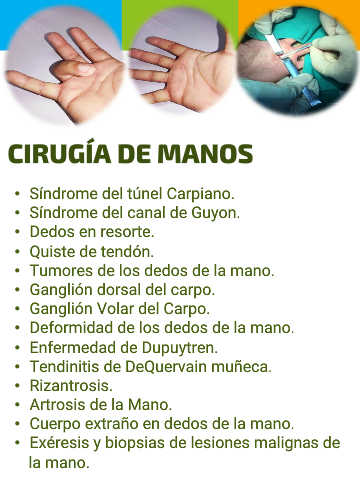 CIRUGÍA DE MANOS
• Síndrome del túnel Carpiano.
• Síndrome del canal de Guyon.
• Dedos en resorte.
• Quiste de tendón.
• Tumores de los dedos de la mano.
• Ganglión dorsal del carpo.
• Ganglión Volar del Carpo.
• Deformidad de los dedos de la mano.
• Enfermedad de Dupuytren.
• Tendinitis de DeQuervain muñeca.
• Rizantrosis.
• Artrosis de la Mano.
• Cuerpo extraño en dedos de la mano.
• Exéresis y biopsias de lesiones malignas de
la mano.